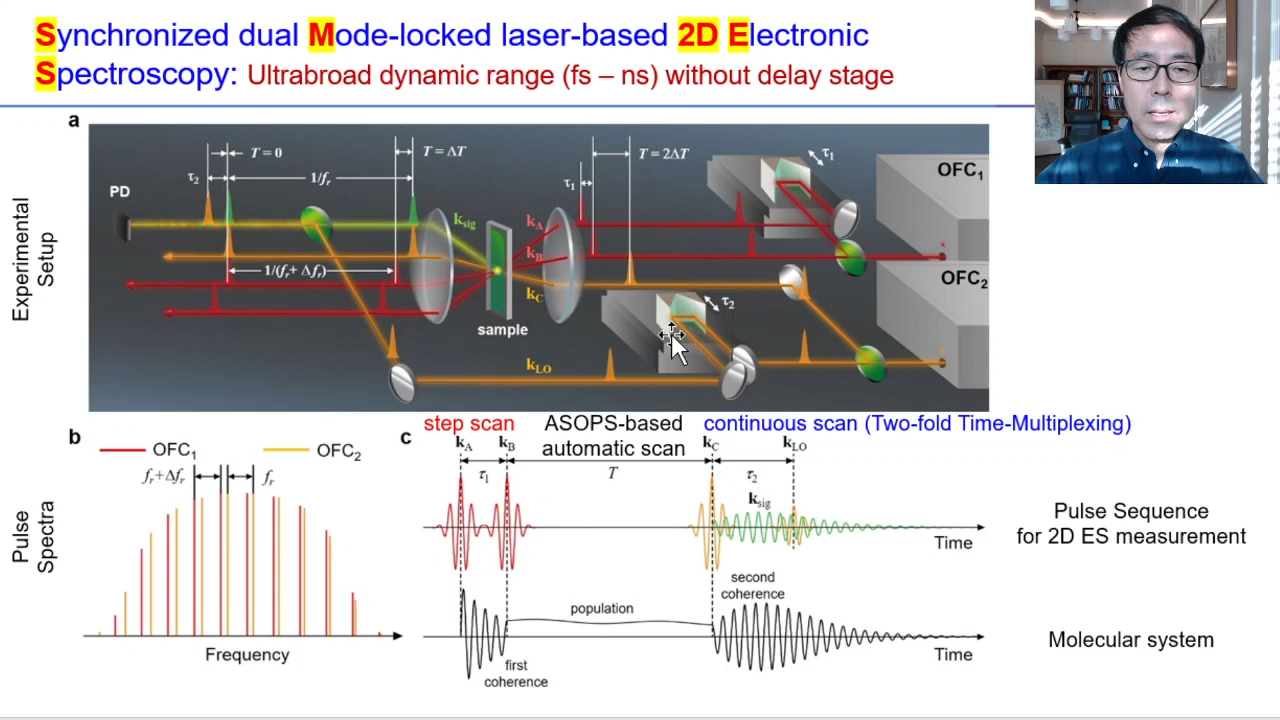 Synchronized dual Mode-locked laser-based 2D Electronic
Spectroscopy: Ultrabroad dynamic range (fs – ns) without delay stage
a
Experimental
Setup
PD
τ2
T = 0
1/fr
T = ΔT
1/(fr+ Δfr)
ksig
sample
kA
kB
kC
kLO
τ1
T = 2ΔT
τ1
τ2
OFC1
OFC2
b
Pulse
Spectra
OFC1
OFC2
fr+Δfr
fr
Frequency
c
step scan
ASOPS-based
automatic scan
continuous scan (Two-fold Time-Multiplexing)
kA
kB
kC
kLO
τ1
T
τ2
ksig
Time
Pulse Sequence
for 2D ES measurement
first
coherence
population
second
coherence
Time
Molecular system